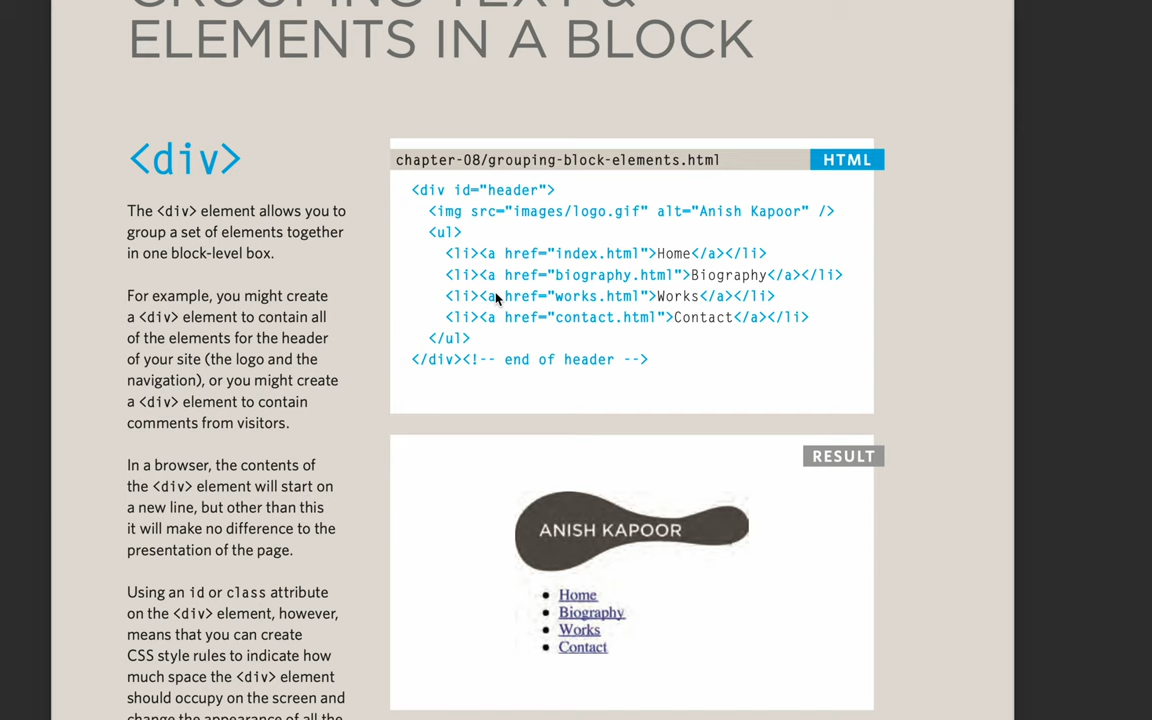 GROUPING TEXT &
ELEMENTS IN A BLOCK
<div>
The <div> element allows you to
group a set of elements together
in one block-level box.
For example, you might create
a <div> element to contain all
of the elements for the header
of your site (the logo and the
navigation), or you might create
a <div> element to contain
comments from visitors.
In a browser, the contents of
the <div> element will start on
a new line, but other than this
it will make no difference to the
presentation of the page.
Using an id or class attribute
on the <div> element, however,
means that you can create
CSS style rules to indicate how
much space the <div> element
should occupy on the screen and
change the appearance of all the
chapter-08/grouping-block-elements.html
HTML
<div id="header">
<img src="images/logo.gif" alt="Anish Kapoor" />
<ul>
<li><a href="index.html">Home</a></li>
<li><a href="biography.html">Biography</a></li>
<li><a href="works.html">Works</a></li>
<li><a href="contact.html">Contact</a></li>
</ul>
</div><!-- end of header -->
RESULT
ANISH KAPOOR
Home
Biography
Works
Contact